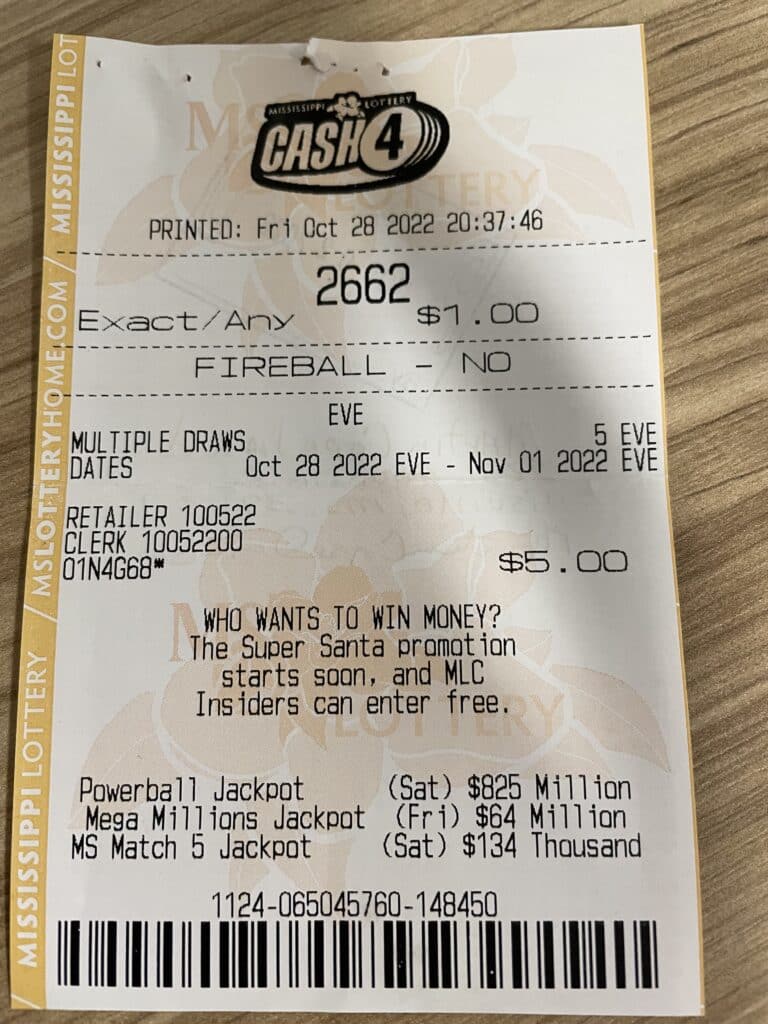 MISSISSIPPI LOTTERY
CASH 4
PRINTED: Fri Oct 28 2022 20:37:46
2662
Exact/Any $1.00
FIREBALL - NO
EVE
MULTIPLE DRAWS 5 EVE
DATES Oct 28 2022 EVE - Nov 01 2022 EVE
RETAILER 100522
CLERK 10052200
01N4G68*
$5.00
WHO WANTS TO WIN MONEY?
The Super Santa promotion
starts soon, and MLC
Insiders can enter free.
Powerball Jackpot (Sat) $825 Million
Mega Millions Jackpot (Fri) $64 Million
MS Match 5 Jackpot (Sat) $134 Thousand
1124-065045760-148450
MISSISSIPPI LOTTERY / MSLOTTERYHOME.COM / MISSISSIPPI LOT